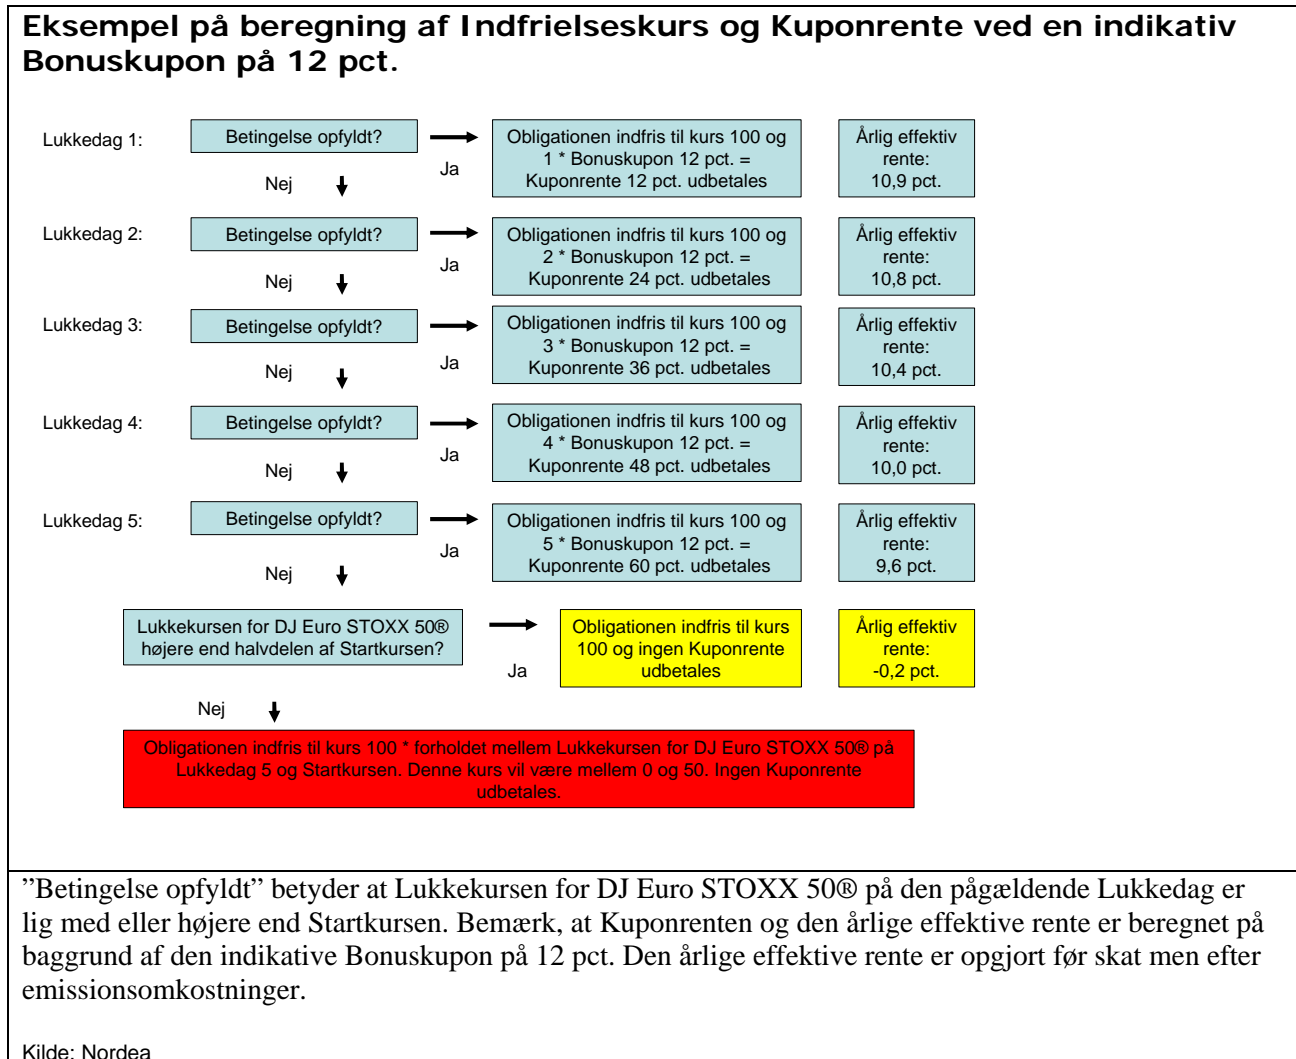 Eksempel på beregning af Indfrielseskurs og Kuponrente ved en indikativ
Bonuskupon på 12 pct.
Lukkedag 1:
Betingelse opfyldt?
Ja
Obligationen indfris til kurs 100 og
1 * Bonuskupon 12 pct. =
Kuponrente 12 pct. udbetales
Årlig effektiv
rente:
10,9 pct.
Nej
Lukkedag 2:
Betingelse opfyldt?
Ja
Obligationen indfris til kurs 100 og
2 * Bonuskupon 12 pct. =
Kuponrente 24 pct. udbetales
Årlig effektiv
rente:
10,8 pct.
Nej
Lukkedag 3:
Betingelse opfyldt?
Ja
Obligationen indfris til kurs 100 og
3 * Bonuskupon 12 pct. =
Kuponrente 36 pct. udbetales
Årlig effektiv
rente:
10,4 pct.
Nej
Lukkedag 4:
Betingelse opfyldt?
Ja
Obligationen indfris til kurs 100 og
4 * Bonuskupon 12 pct. =
Kuponrente 48 pct. udbetales
Årlig effektiv
rente:
10,0 pct.
Nej
Lukkedag 5:
Betingelse opfyldt?
Ja
Obligationen indfris til kurs 100 og
5 * Bonuskupon 12 pct. =
Kuponrente 60 pct. udbetales
Årlig effektiv
rente:
9,6 pct.
Nej
Lukkekursen for DJ Euro STOXX 50®
højere end halvdelen af Startkursen?
Ja
Obligationen indfris til kurs
100 og ingen Kuponrente
udbetales
Årlig effektiv
rente:
-0,2 pct.
Nej
Obligationen indfris til kurs 100 * forholdet mellem Lukkekursen for DJ Euro STOXX 50® på
Lukkedag 5 og Startkursen. Denne kurs vil være mellem 0 og 50. Ingen Kuponrente
udbetales.
”Betingelse opfyldt” betyder at Lukkekursen for DJ Euro STOXX 50® på den pågældende Lukkedag er
lig med eller højere end Startkursen. Bemærk, at Kuponrenten og den årlige effektive rente er beregnet på
baggrund af den indikative Bonuskupon på 12 pct. Den årlige effektive rente er opgjort før skat men efter
emissionsomkostninger.
Kilde: Nordea